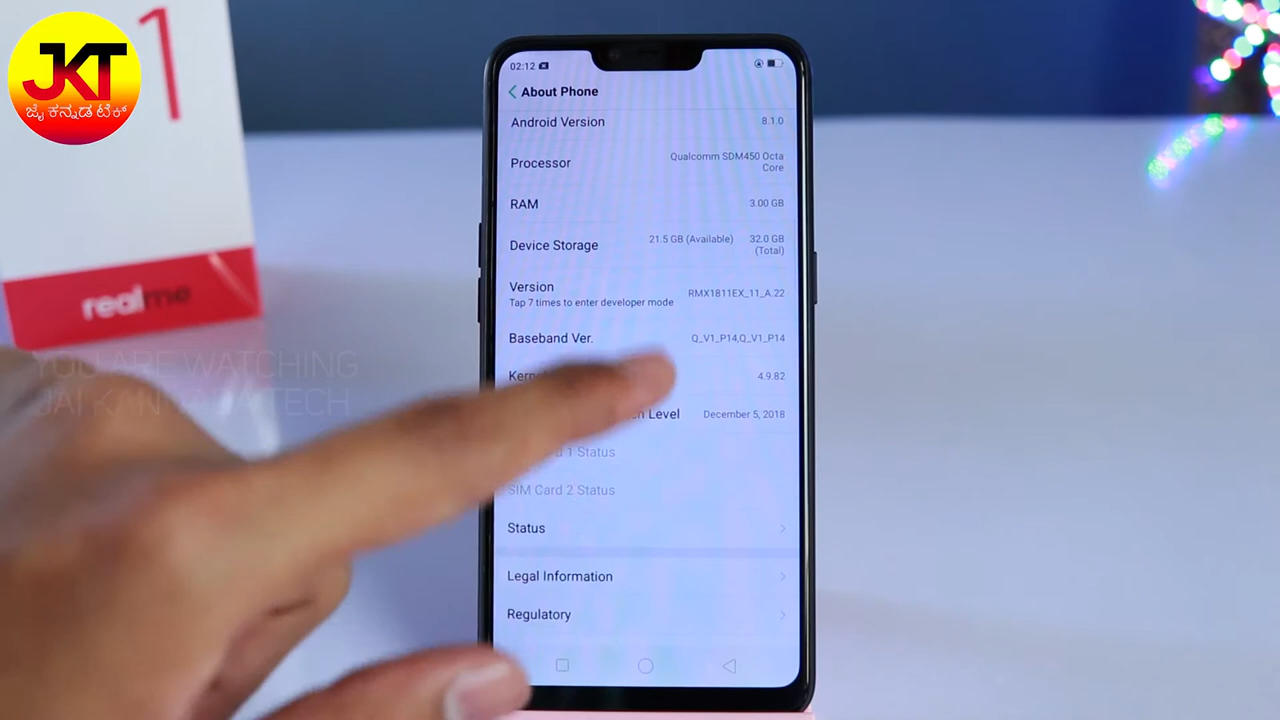 JKT
ಜೈ ಕನ್ನಡ ಟೆಕ್
1
realme
YOU ARE WATCHING
02:12
About Phone
Android Version 8.1.0
Processor Qualcomm SDM450 Octa
Core
RAM 3.00 GB
Device Storage 21.5 GB (Available) 32.0 GB
(Total)
Version RMX1811EX_11_A.22
Tap 7 times to enter developer mode
Baseband Ver. Q_V1_P14,Q_V1_P14
4.9.82
Level December 5, 2018
1 Status
SIM Card 2 Status
Status
Legal Information
Regulatory